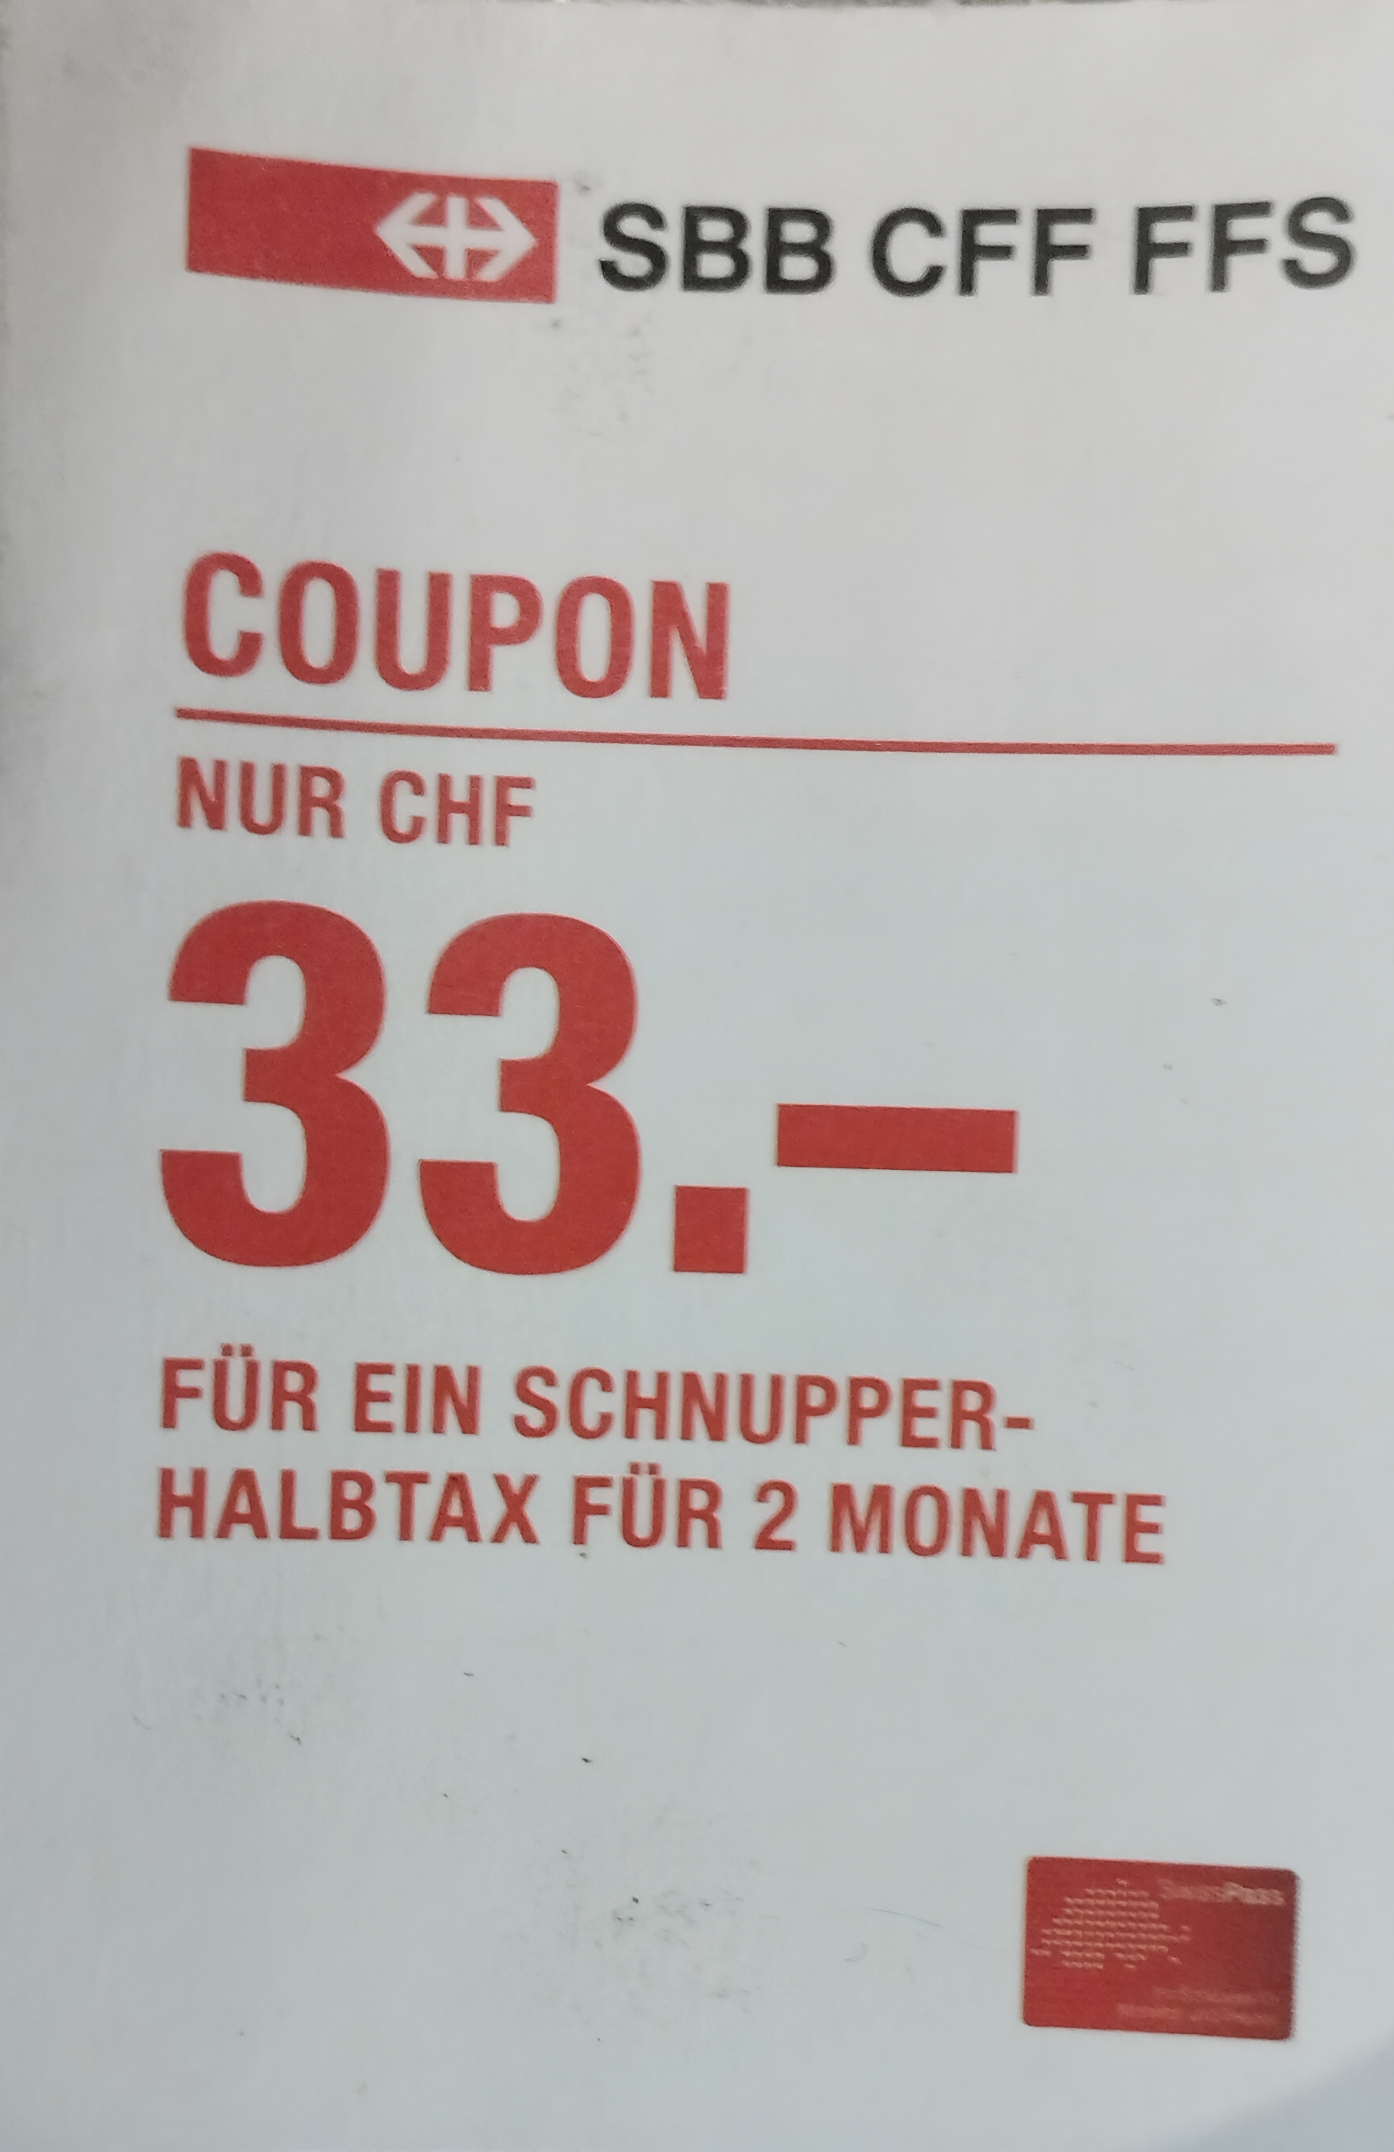 SBB CFF FFS
COUPON
NUR CHF
33.–
FÜR EIN SCHNUPPER-
HALBTAX FÜR 2 MONATE
SwissPass